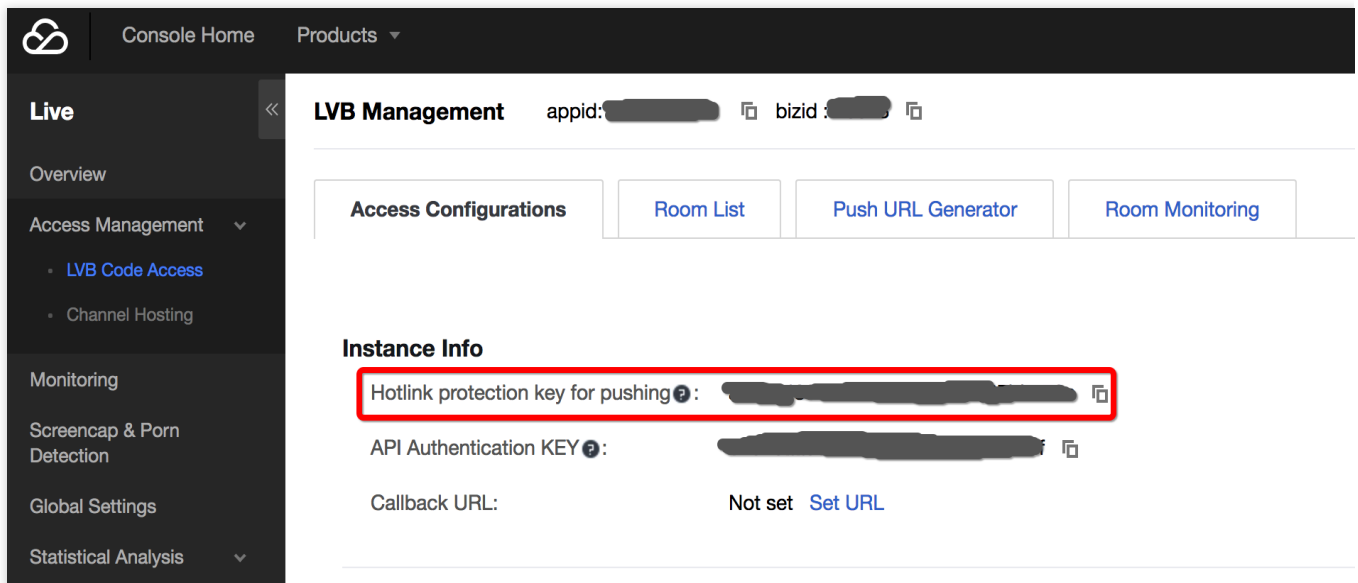 Console Home Products
Live
«
LVB Management appid: bizid :
Overview
Access Management
LVB Code Access
Channel Hosting
Monitoring
Screencap & Porn
Detection
Global Settings
Statistical Analysis
Access Configurations Room List Push URL Generator Room Monitoring
Instance Info
Hotlink protection key for pushing?:
API Authentication KEY?:
Callback URL: Not set Set URL